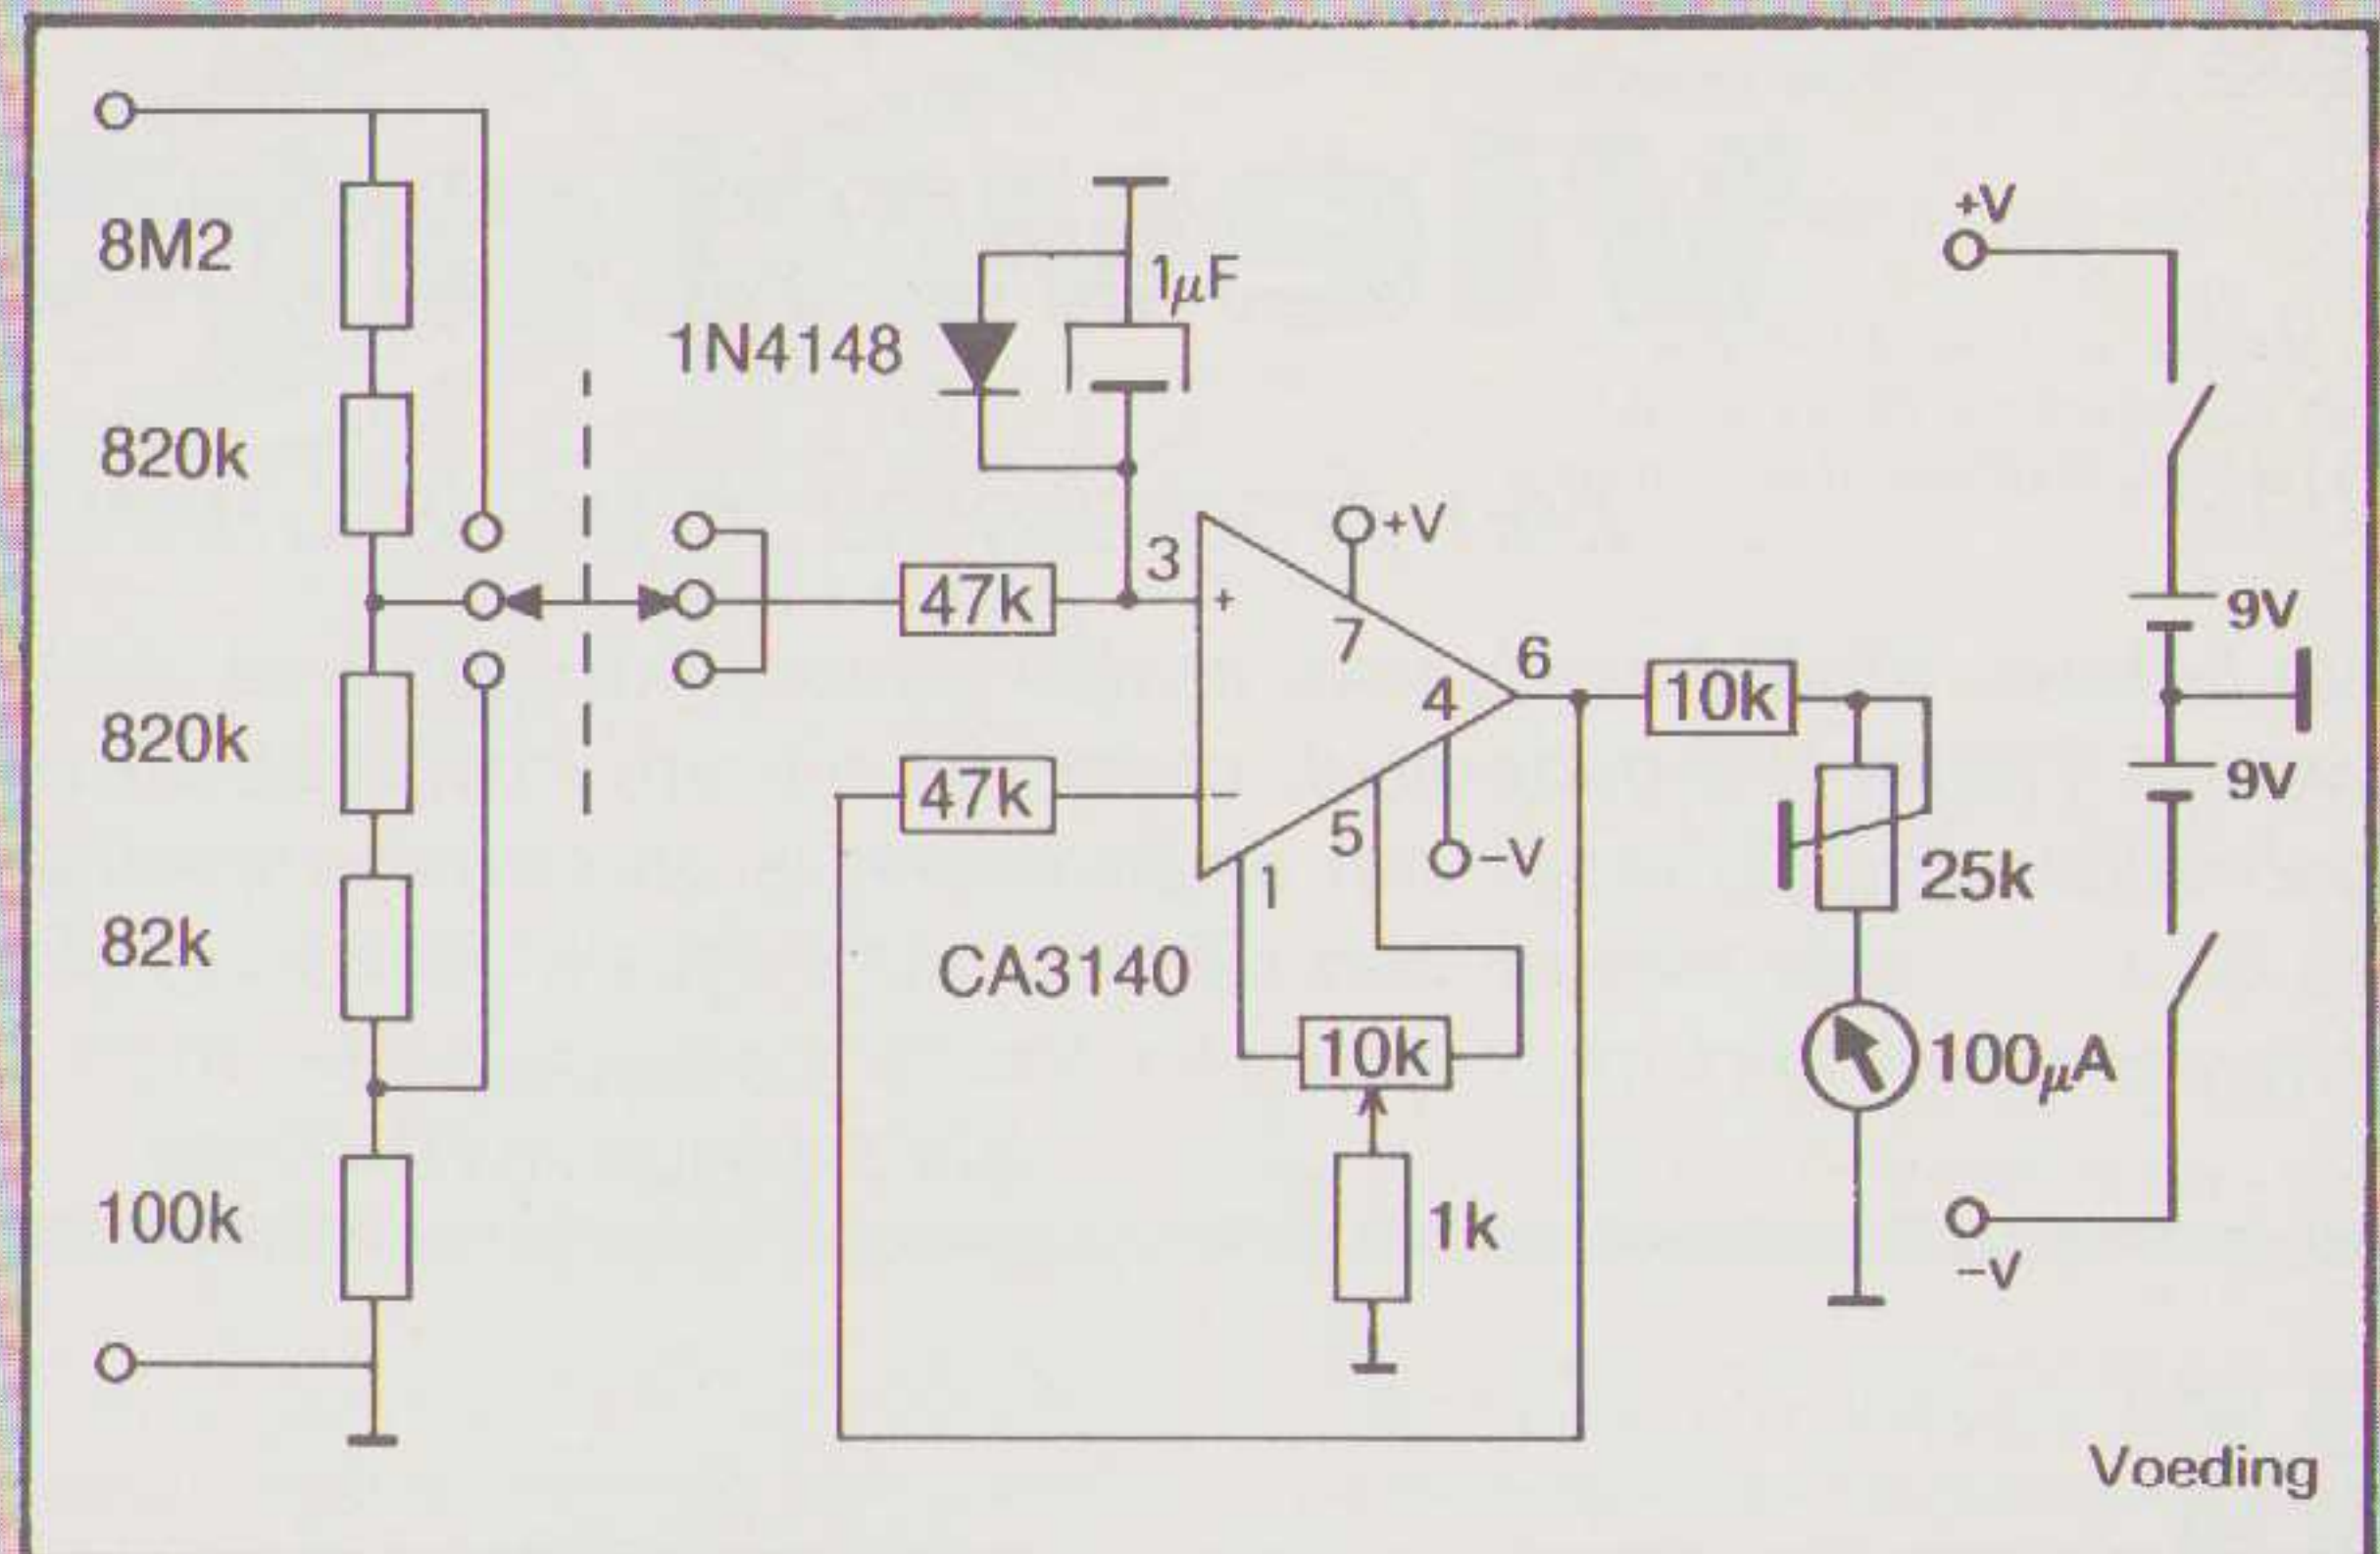 8M2
820k
820k
82k
100k
1N4148
1µF
47k
47k
3
+
−
+V
7
4
6
5
−V
1
CA3140
10k
1k
10k
25k
100µA
+V
9V
9V
−V
Voeding